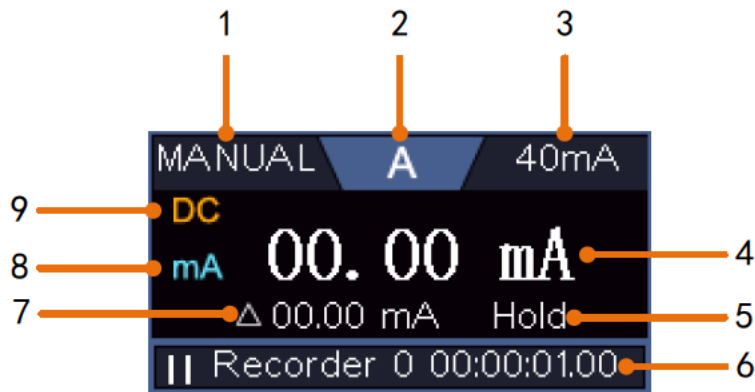 1 2 3
MANUAL A 40mA
9 DC
8 mA 00.00 mA 4
7 △ 00.00 mA Hold 5
|| Recorder 0 00:00:01.00 6